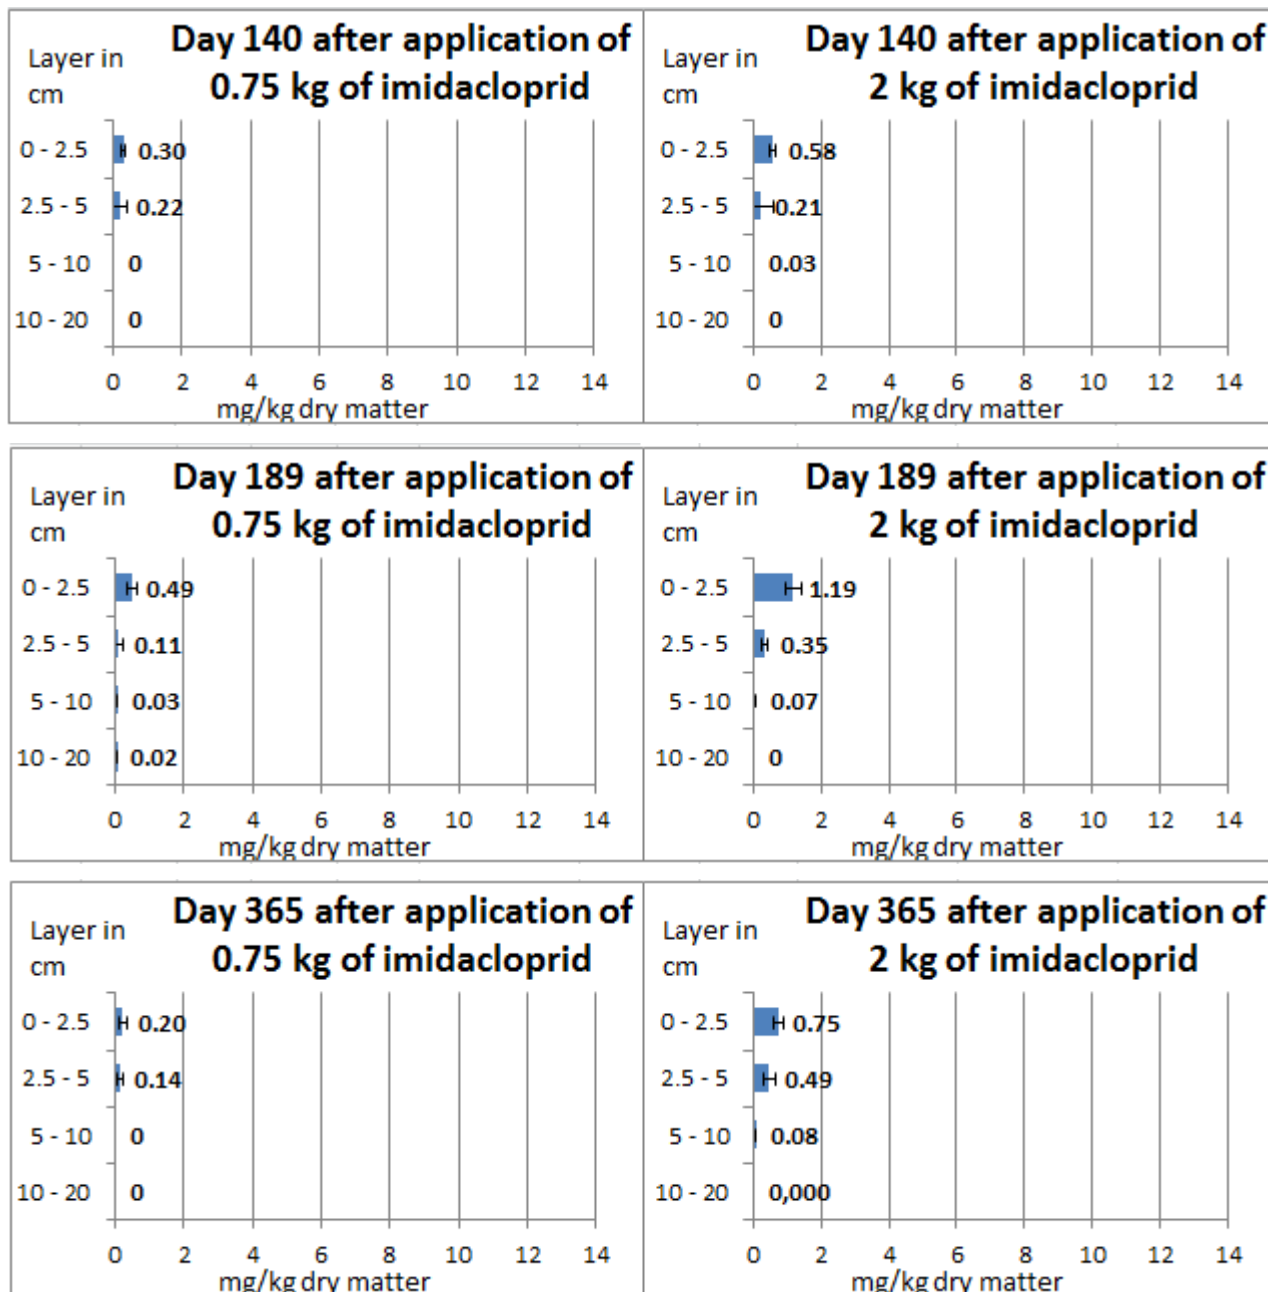 Day 140 after application of
0.75 kg of imidacloprid
Layer in
cm
0 - 2.5
0.30
2.5 - 5
0.22
5 - 10
0
10 - 20
0
0 2 4 6 8 10 12 14
mg/kg dry matter
Day 140 after application of
2 kg of imidacloprid
Layer in
cm
0 - 2.5
0.58
2.5 - 5
0.21
5 - 10
0.03
10 - 20
0
0 2 4 6 8 10 12 14
mg/kg dry matter
Day 189 after application of
0.75 kg of imidacloprid
Layer in
cm
0 - 2.5
0.49
2.5 - 5
0.11
5 - 10
0.03
10 - 20
0.02
0 2 4 6 8 10 12 14
mg/kg dry matter
Day 189 after application of
2 kg of imidacloprid
Layer in
cm
0 - 2.5
1.19
2.5 - 5
0.35
5 - 10
0.07
10 - 20
0
0 2 4 6 8 10 12 14
mg/kg dry matter
Day 365 after application of
0.75 kg of imidacloprid
Layer in
cm
0 - 2.5
0.20
2.5 - 5
0.14
5 - 10
0
10 - 20
0
0 2 4 6 8 10 12 14
mg/kg dry matter
Day 365 after application of
2 kg of imidacloprid
Layer in
cm
0 - 2.5
0.75
2.5 - 5
0.49
5 - 10
0.08
10 - 20
0,000
0 2 4 6 8 10 12 14
mg/kg dry matter